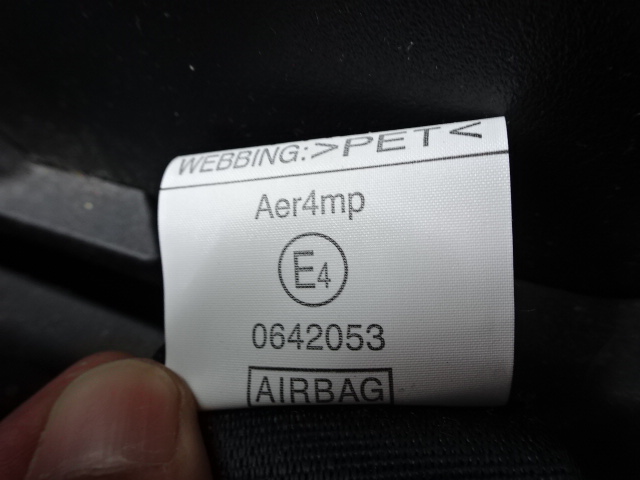 WEBBING: >PET<
Aer4mp
E4
0642053
AIRBAG